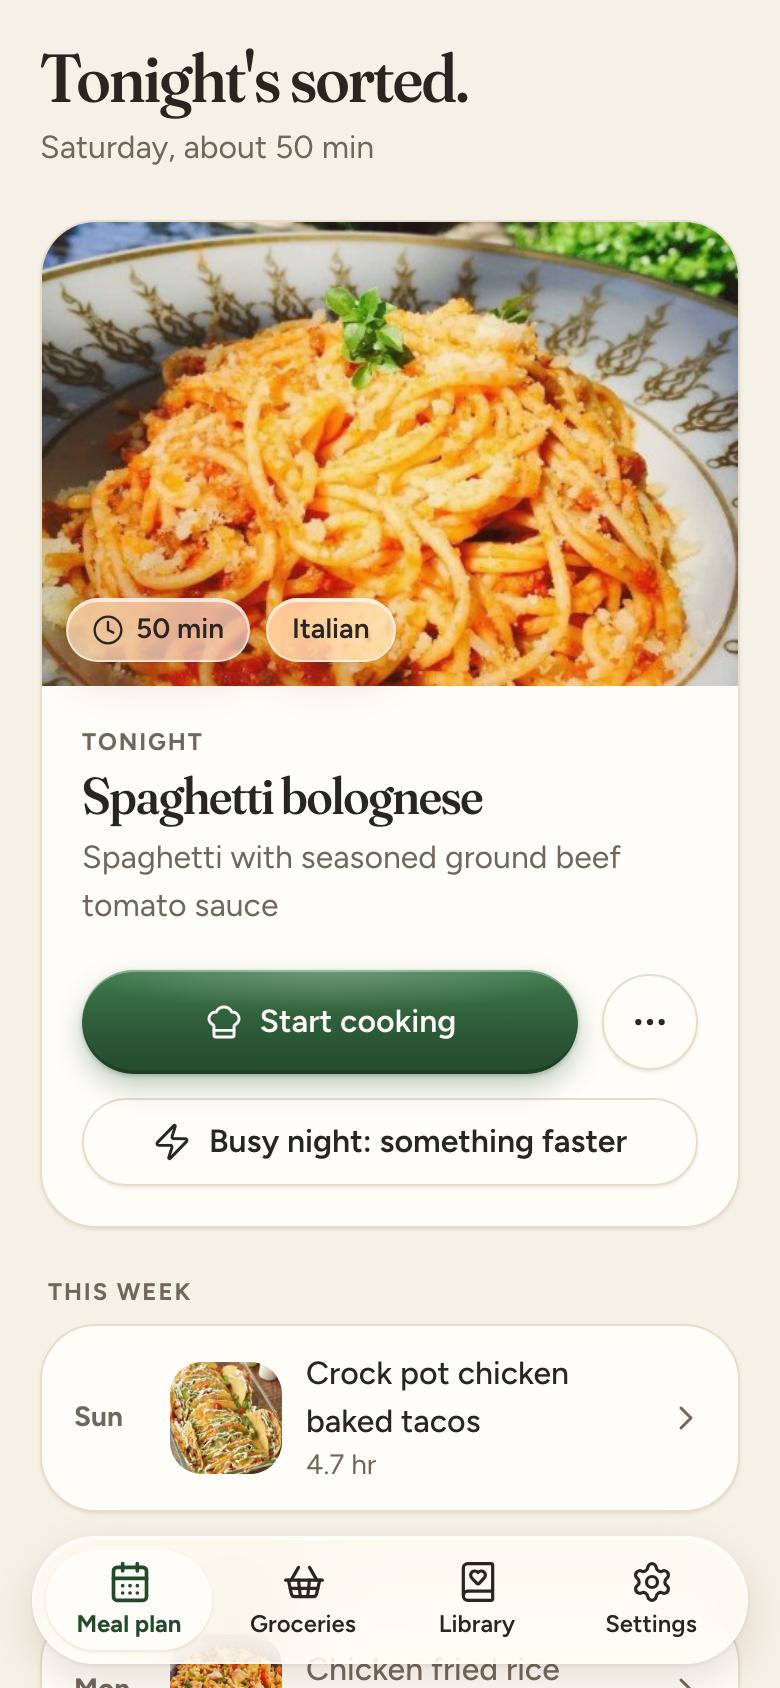 Tonight's sorted.
Saturday, about 50 min
50 min
Italian
TONIGHT
Spaghetti bolognese
Spaghetti with seasoned ground beef
tomato sauce
Start cooking
Busy night: something faster
THIS WEEK
Sun
Crock pot chicken
baked tacos
4.7 hr
Meal plan
Groceries
Library
Settings
Mon
Chicken fried rice